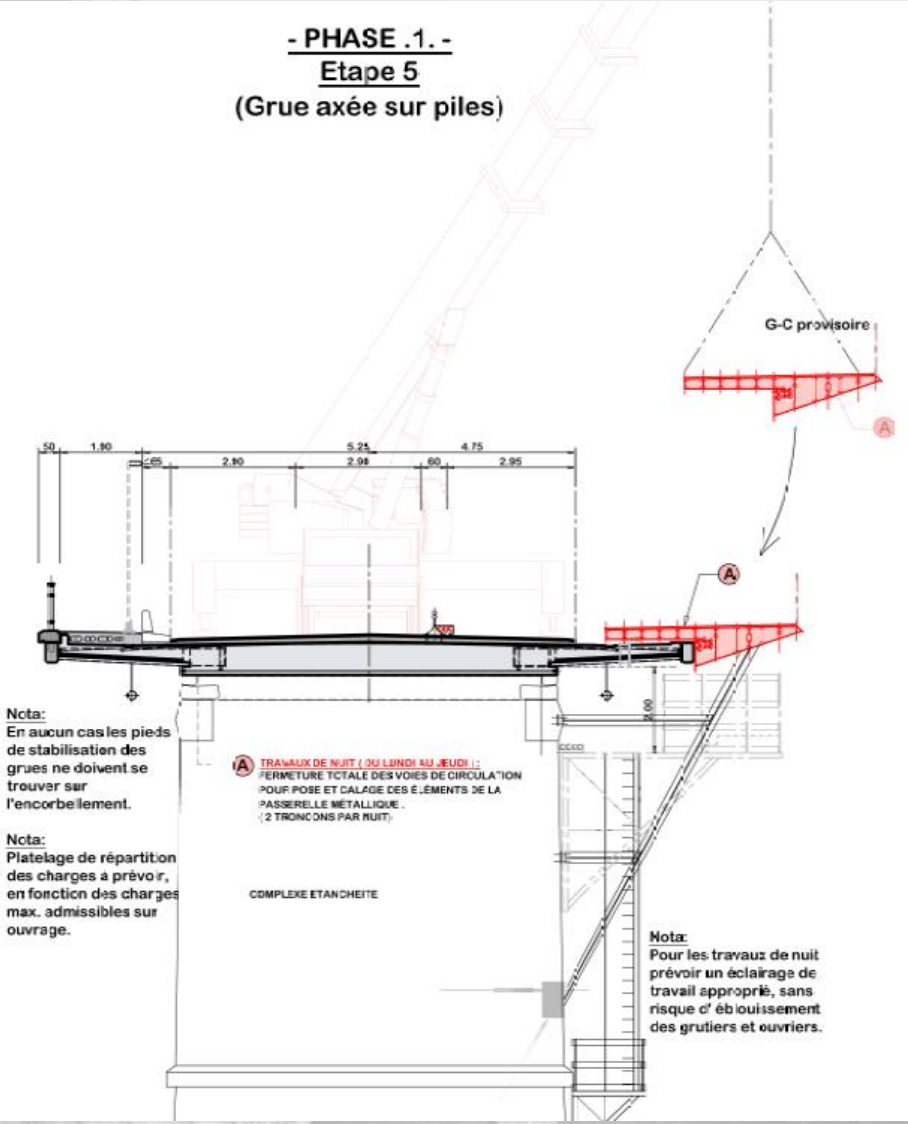 - PHASE .1. -
Etape 5
(Grue axée sur piles)
G-C provisoire
A
50
1.90
5.25
4.75
65
2.90
2.90
60
2.95
A
2.00
Nota:
En aucun cas les pieds
de stabilisation des
grues ne doivent se
trouver sur
l'encorbellement.
Nota:
Platelage de répartition
des charges à prévoir,
en fonction des charges
max. admissibles sur
ouvrage.
A TRAVAUX DE NUIT ( DU LUNDI AU JEUDI ) :
FERMETURE TOTALE DES VOIES DE CIRCULATION
POUR POSE ET CALAGE DES ÉLÉMENTS DE LA
PASSERELLE MÉTALLIQUE .
( 2 TRONCONS PAR NUIT)
COMPLEXE ETANCHEITE
Nota:
Pour les travaux de nuit
prévoir un éclairage de
travail approprié, sans
risque d' éblouissement
des grutiers et ouvriers.